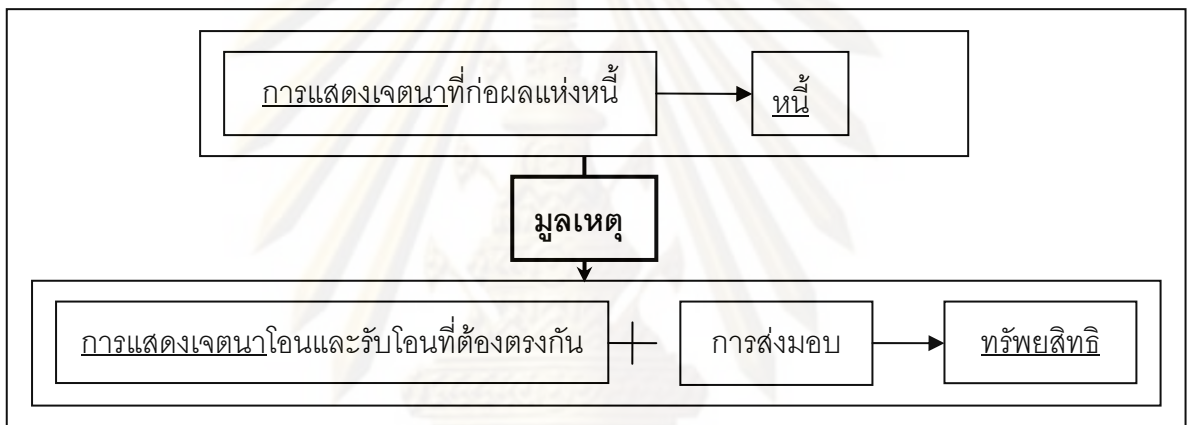 การแสดงเจตนาที่ก่อผลแห่งหนี้
หนี้
มูลเหตุ
การแสดงเจตนาโอนและรับโอนที่ต้องตรงกัน
การส่งมอบ
ทรัพยสิทธิ